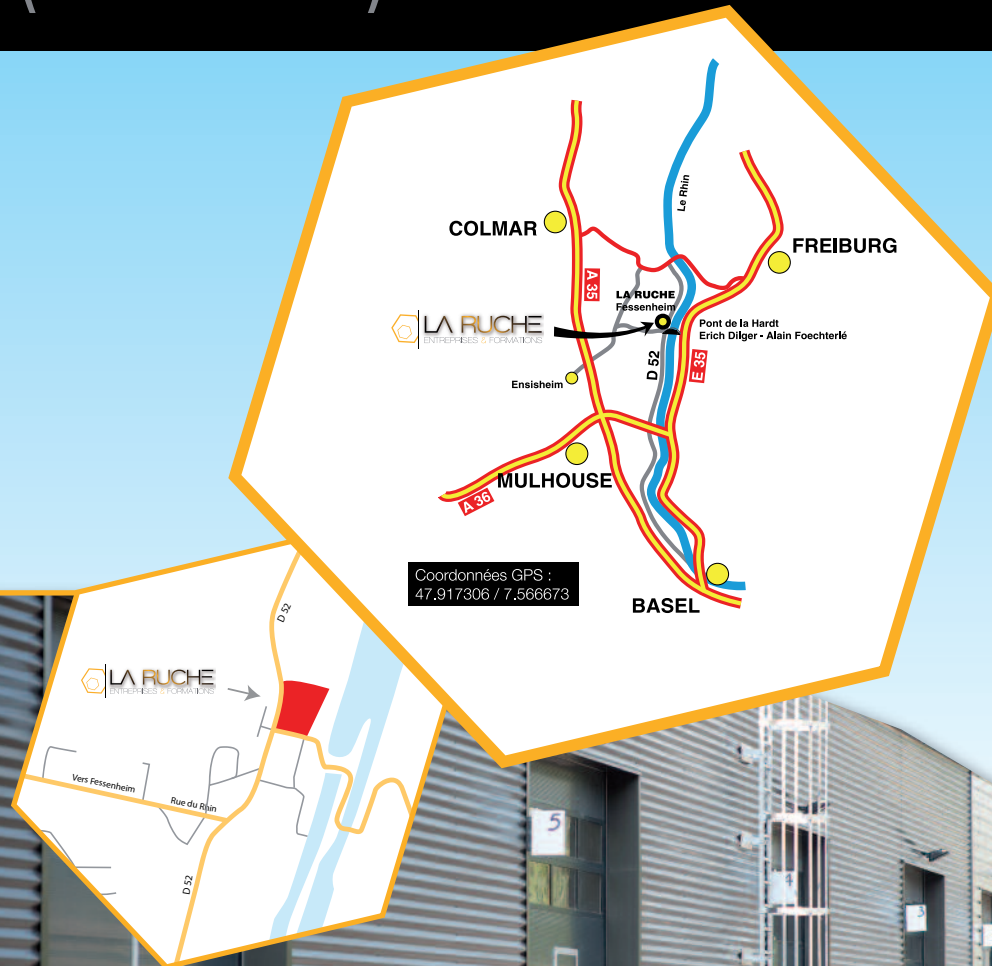 Le Rhin
COLMAR
FREIBURG
A 35
LA RUCHE
Fessenheim
LA RUCHE
ENTREPRISES & FORMATIONS
Pont de la Hardt
Erich Dilger - Alain Foechterlé
D 52
E 35
Ensisheim
MULHOUSE
A 36
Coordonnées GPS :
47.917306 / 7.566673
BASEL
D 52
LA RUCHE
ENTREPRISES & FORMATIONS
Vers Fessenheim
Rue du Rhin
D 52
5
4
3